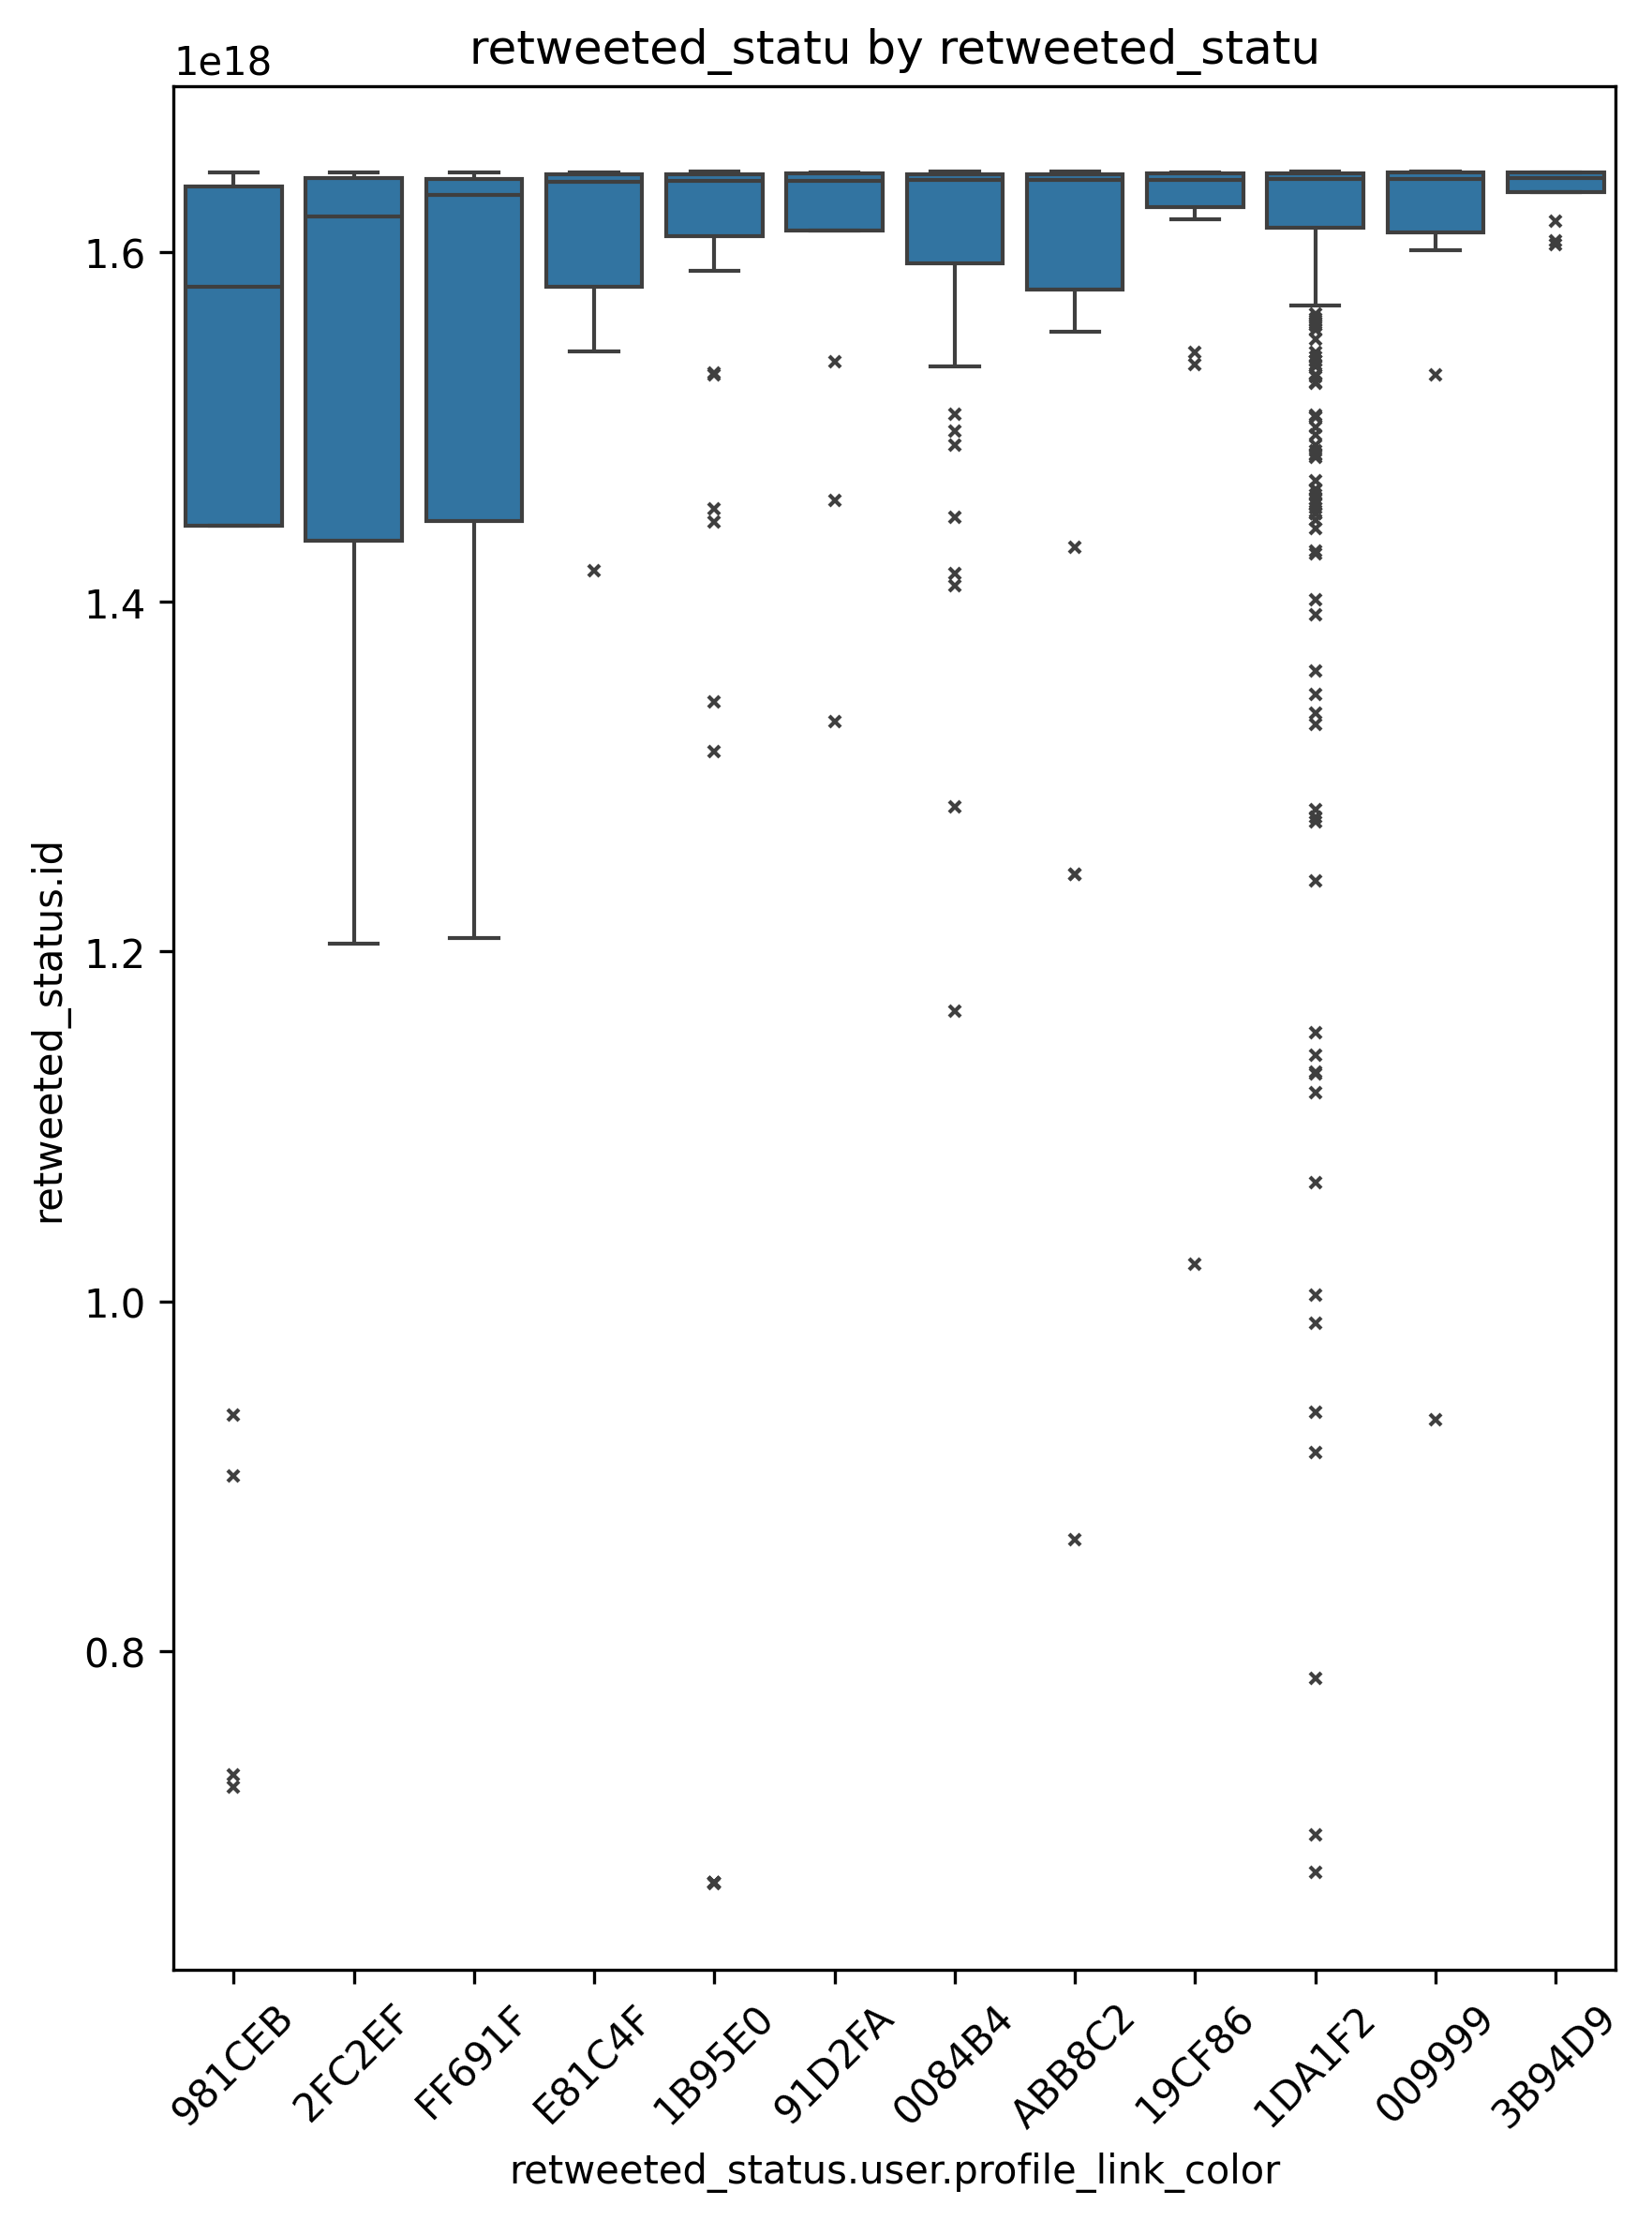 retweeted_statu by retweeted_statu
1e18
1.6
1.4
1.2
1.0
0.8
retweeted_status.id
981CEB
2FC2EF
FF691F
E81C4F
1B95E0
91D2FA
0084B4
ABB8C2
19CF86
1DA1F2
009999
3B94D9
retweeted_status.user.profile_link_color